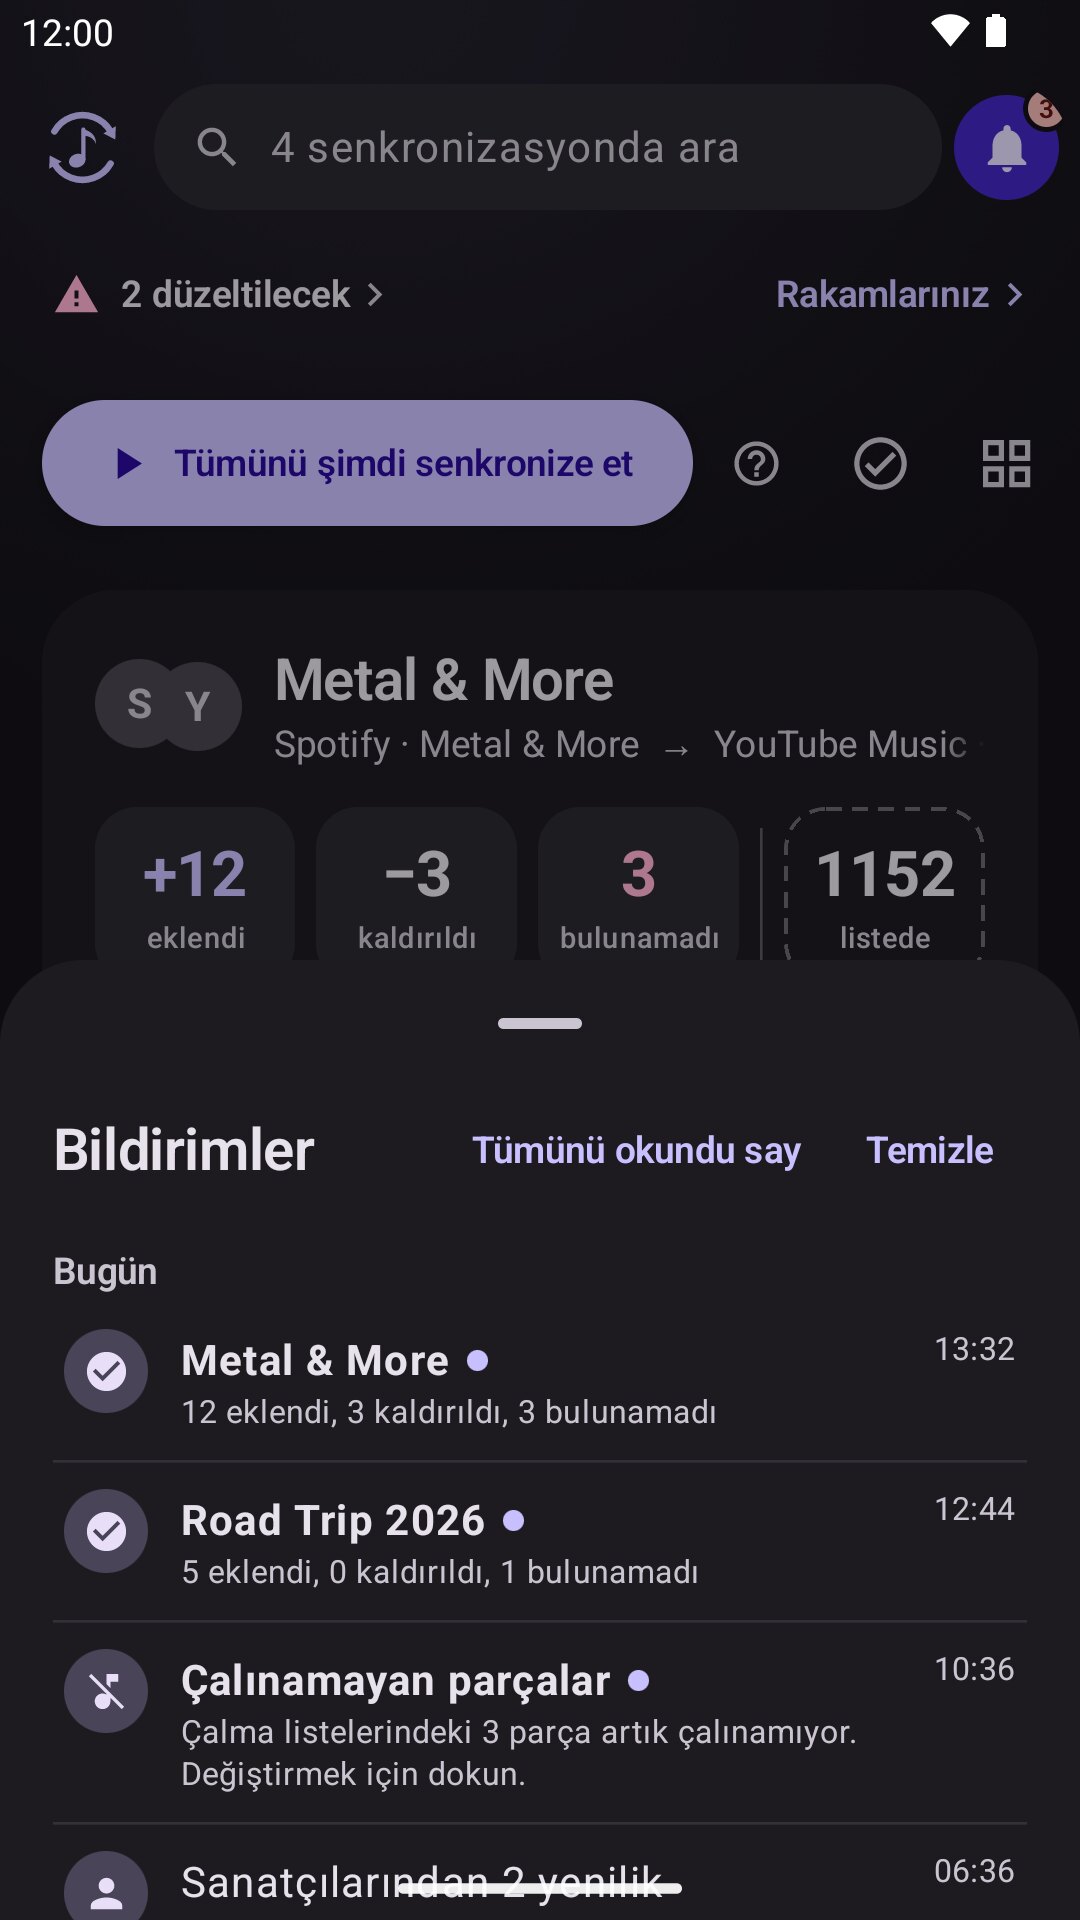 12:00
4 senkronizasyonda ara
3
2 düzeltilecek
Rakamlarınız
Tümünü şimdi senkronize et
S Y
Metal & More
Spotify · Metal & More → YouTube Music
+12
eklendi
−3
kaldırıldı
3
bulunamadı
1152
listede
Bildirimler
Tümünü okundu say
Temizle
Bugün
Metal & More
13:32
12 eklendi, 3 kaldırıldı, 3 bulunamadı
Road Trip 2026
12:44
5 eklendi, 0 kaldırıldı, 1 bulunamadı
Çalınamayan parçalar
10:36
Çalma listelerindeki 3 parça artık çalınamıyor.
Değiştirmek için dokun.
Sanatçılarından 2 yenilik
06:36